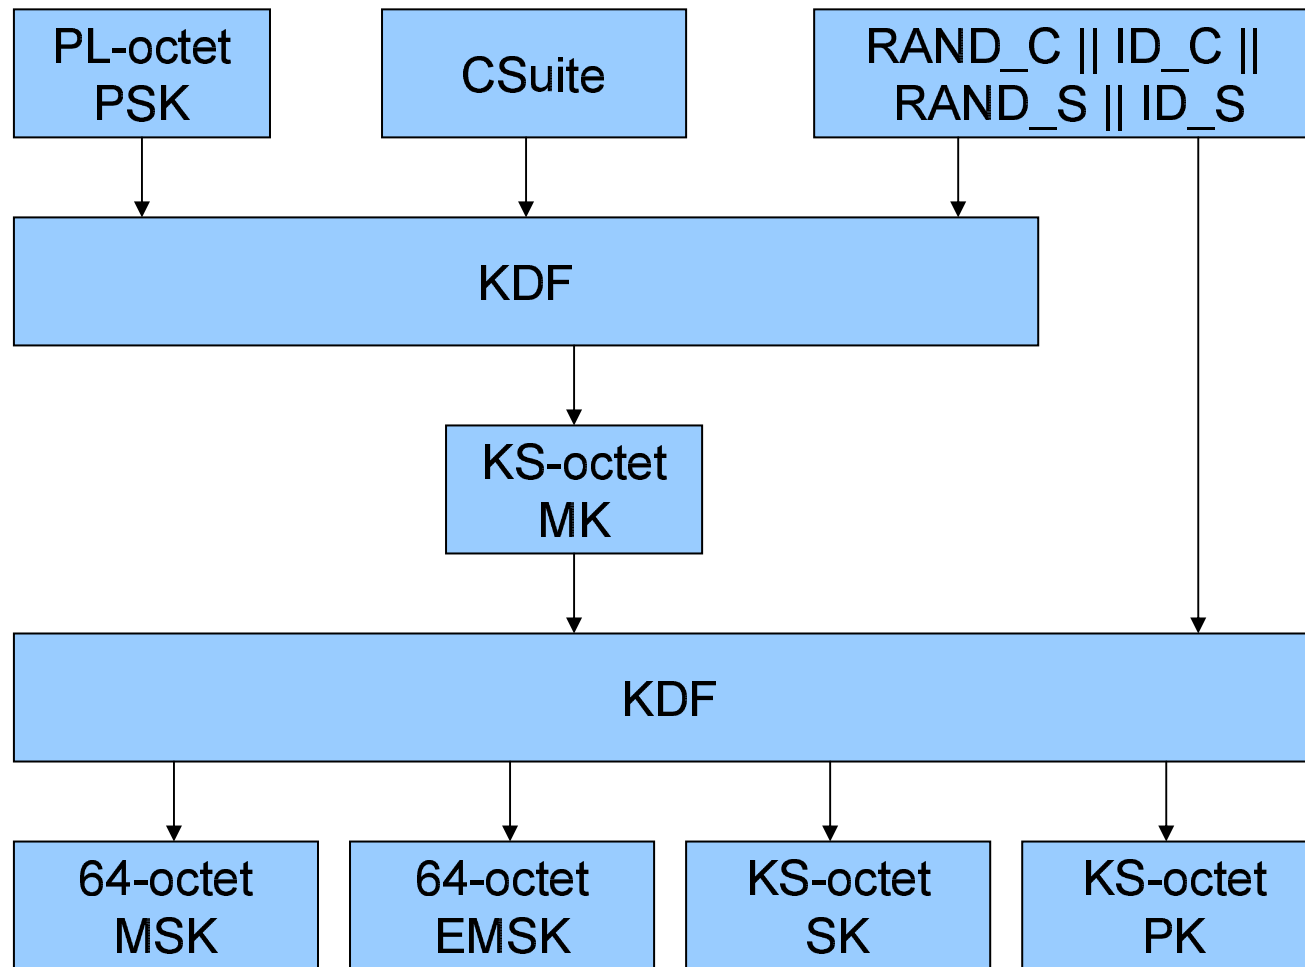 PL-octet
PSK
CSuite
RAND_C || ID_C ||
RAND_S || ID_S
KDF
KS-octet
MK
KDF
64-octet
MSK
64-octet
EMSK
KS-octet
SK
KS-octet
PK